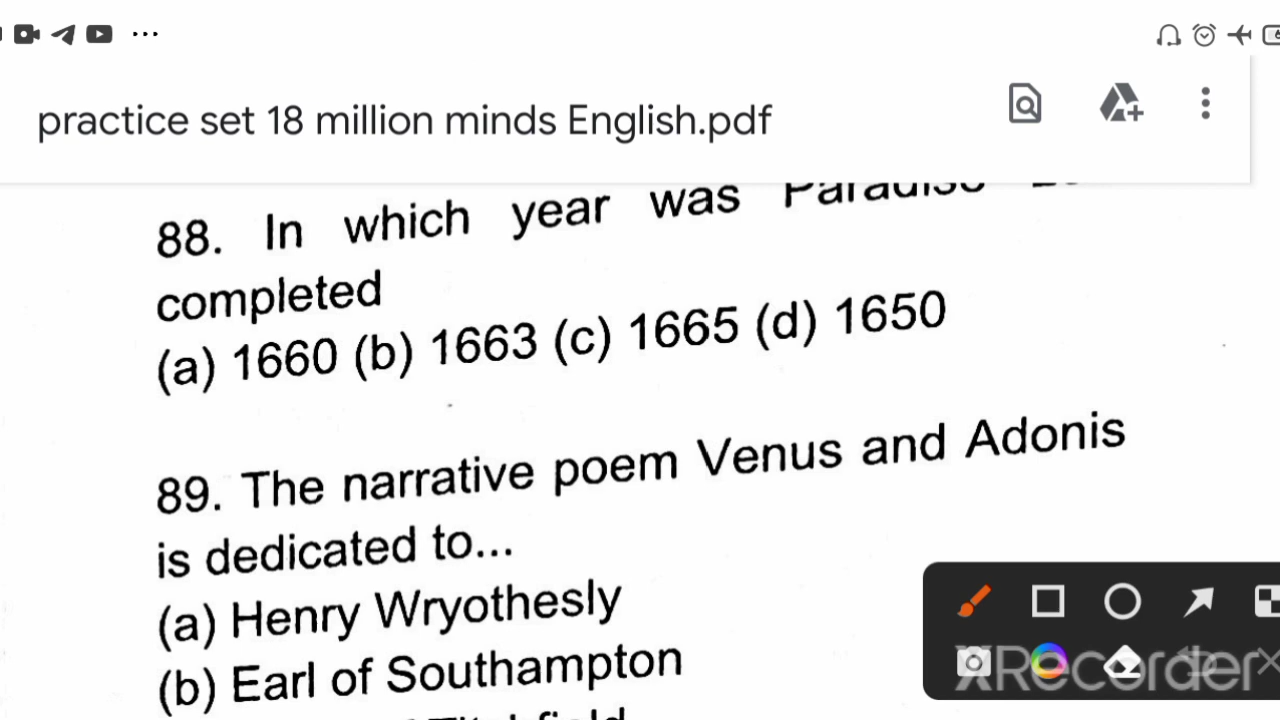 practice set 18 million minds English.pdf
88. In which year was Paradise
completed
(a) 1660 (b) 1663 (c) 1665 (d) 1650
89. The narrative poem Venus and Adonis
is dedicated to...
(a) Henry Wryothesly
(b) Earl of Southampton
XRecorder